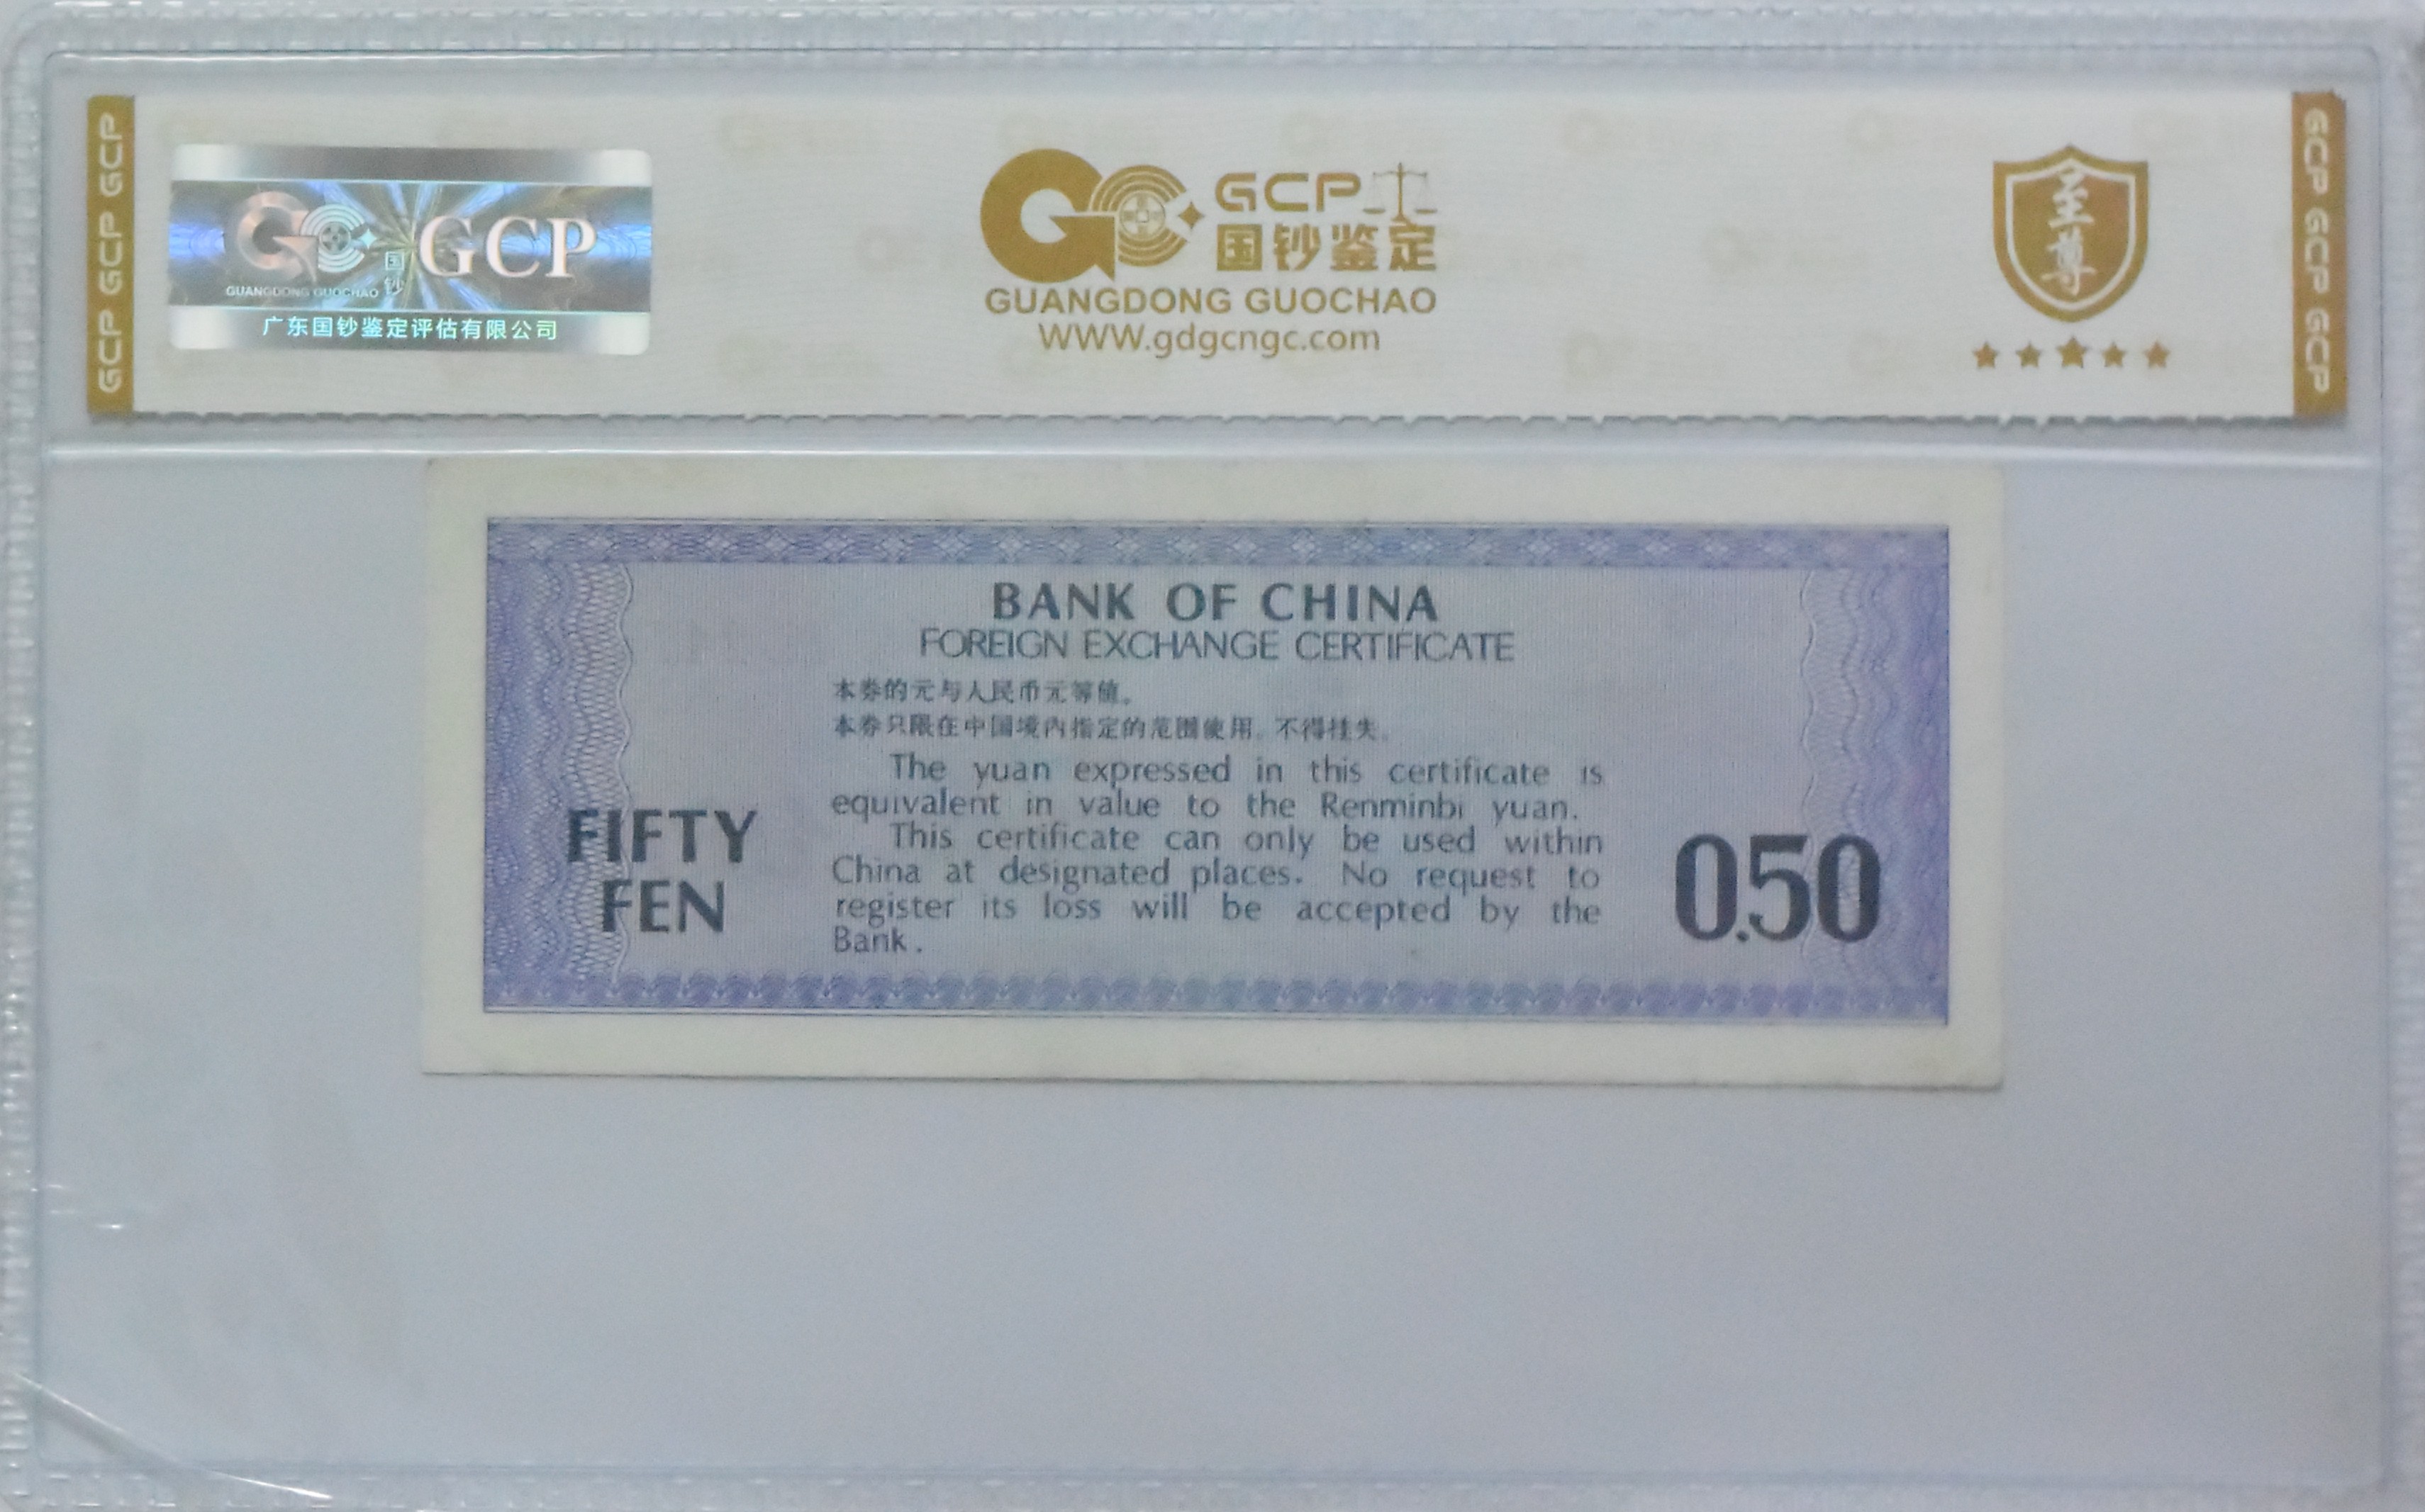 GCP GCP GCP
GCP
国钞
GUANGDONG GUOCHAO
广东国钞鉴定评估有限公司
GCP
国钞鉴定
GUANGDONG GUOCHAO
WWW.gdgcngc.com
至尊
GCP GCP GCP
BANK OF CHINA
FOREIGN EXCHANGE CERTIFICATE
本券的元与人民币元等值。
本券只限在中国境内指定的范围使用。不得挂失。
The yuan expressed in this certificate is
equivalent in value to the Renminbi yuan.
This certificate can only be used within
China at designated places. No request to
register its loss will be accepted by the
Bank.
FIFTY
FEN
0.50